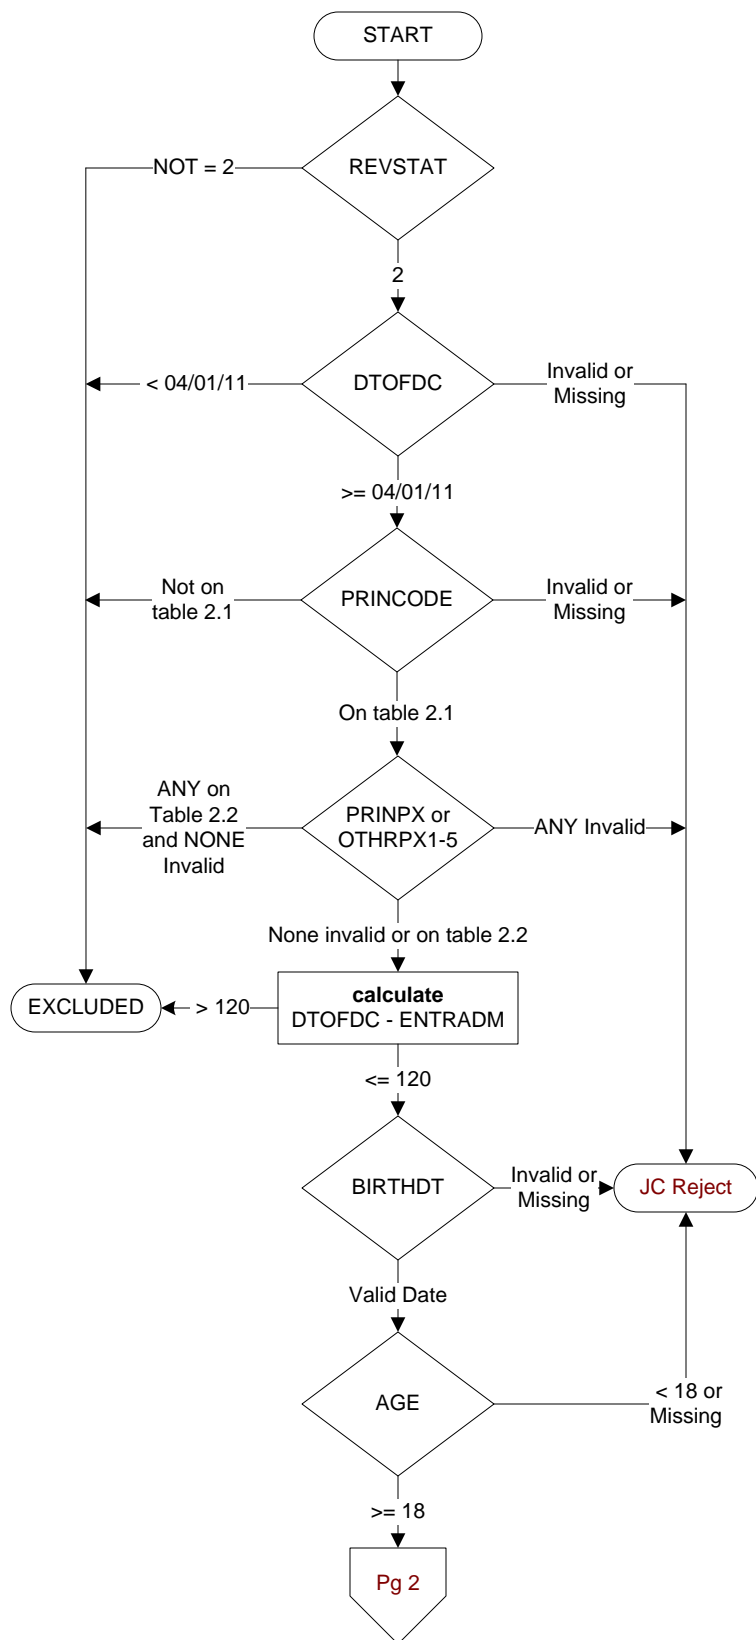 START
NOT = 2
REVSTAT
2
< 04/01/11
DTOFDC
Invalid or
Missing
>= 04/01/11
Not on
table 2.1
PRINCODE
Invalid or
Missing
On table 2.1
ANY on
Table 2.2
and NONE
Invalid
PRINPX or
OTHRPX1-5
ANY Invalid
None invalid or on table 2.2
EXCLUDED
> 120
calculate
DTOFDC - ENTRADM
<= 120
BIRTHDT
Invalid or
Missing
JC Reject
Valid Date
AGE
< 18 or
Missing
>= 18
Pg 2